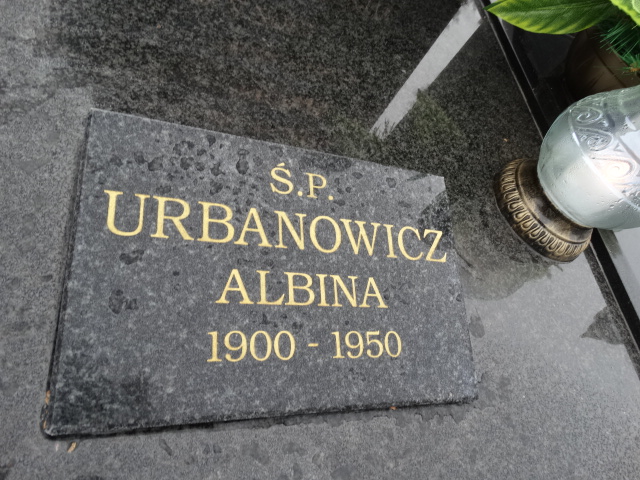 Ś.P.
URBANOWICZ
ALBINA
1900 - 1950